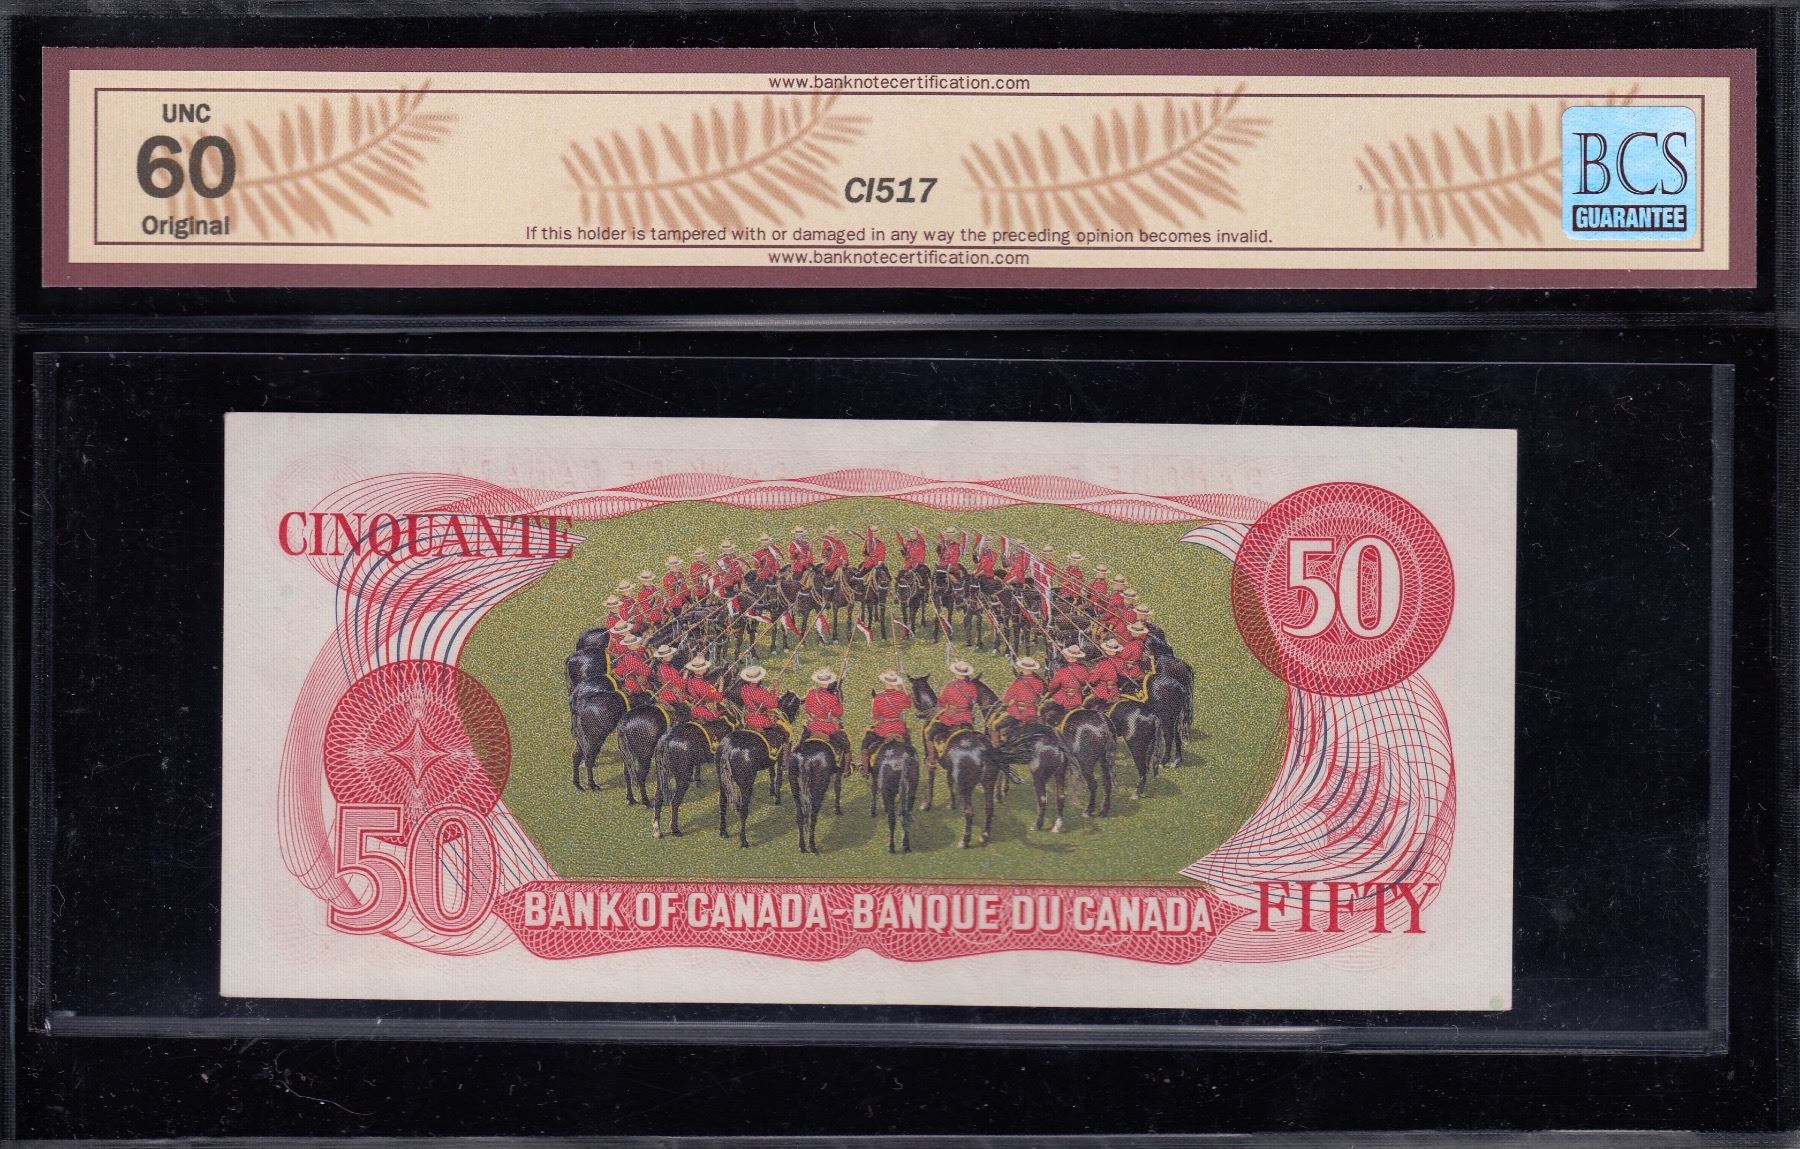 www.banknotecertification.com
UNC
60
Original
CI517
If this holder is tampered with or damaged in any way the preceding opinion becomes invalid.
www.banknotecertification.com
BCS
GUARANTEE
CINQUANTE
50
50
BANK OF CANADA-BANQUE DU CANADA
FIFTY